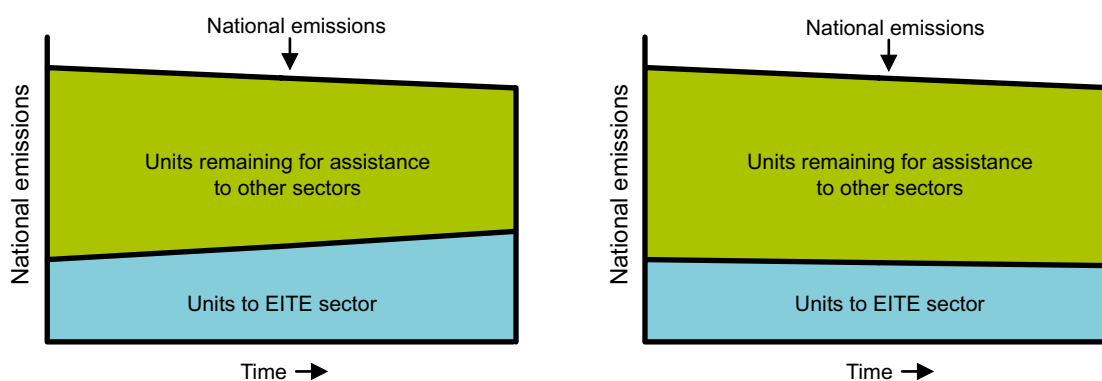 National emissions
National emissions
Units remaining for assistance
to other sectors
Units to EITE sector
Time
National emissions
National emissions
Units remaining for assistance
to other sectors
Units to EITE sector
Time